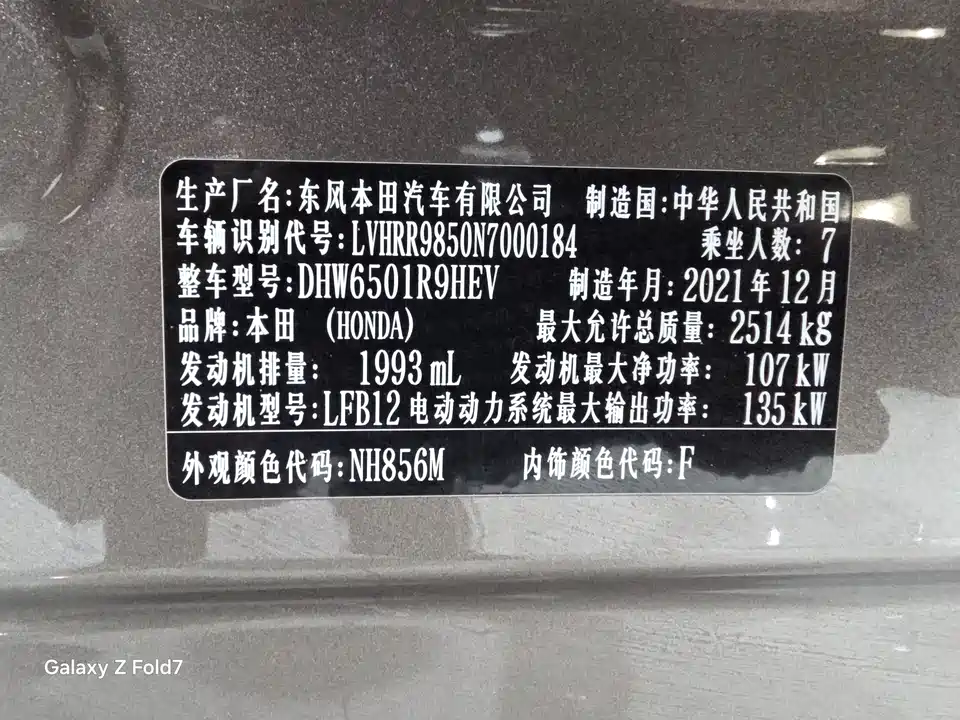 生产厂名:东风本田汽车有限公司 制造国:中华人民共和国
车辆识别代号:LVHRR9850N7000184 乘坐人数:7
整车型号:DHW6501R9HEV 制造年月:2021年12月
品牌:本田 (HONDA) 最大允许总质量:2514kg
发动机排量: 1993mL 发动机最大净功率: 107kW
发动机型号:LFB12 电动动力系统最大输出功率: 135kW
外观颜色代码:NH856M 内饰颜色代码:F
Galaxy Z Fold7